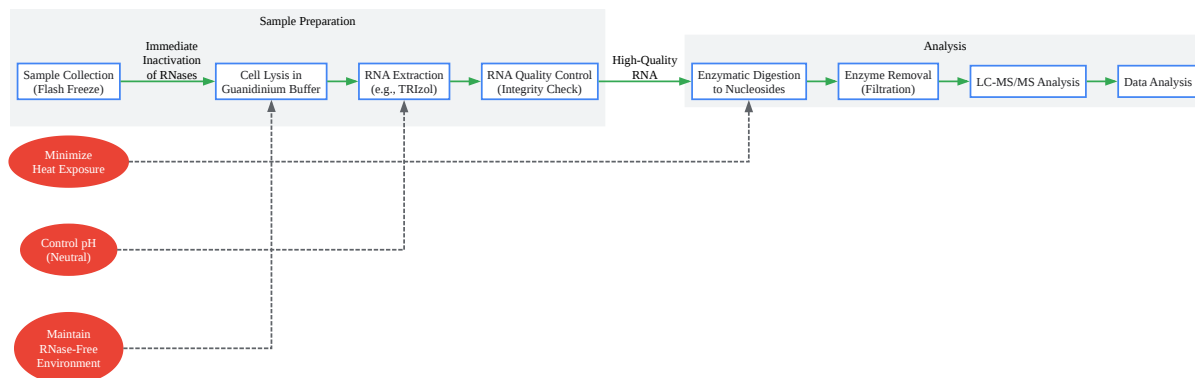 Sample Preparation
Analysis
Immediate
Inactivation
of RNases
High-Quality
RNA
Sample Collection
(Flash Freeze)
Cell Lysis in
Guanidinium Buffer
RNA Extraction
(e.g., TRIzol)
RNA Quality Control
(Integrity Check)
Enzymatic Digestion
to Nucleosides
Enzyme Removal
(Filtration)
LC-MS/MS Analysis
Data Analysis
Minimize
Heat Exposure
Control pH
(Neutral)
Maintain
RNase-Free
Environment